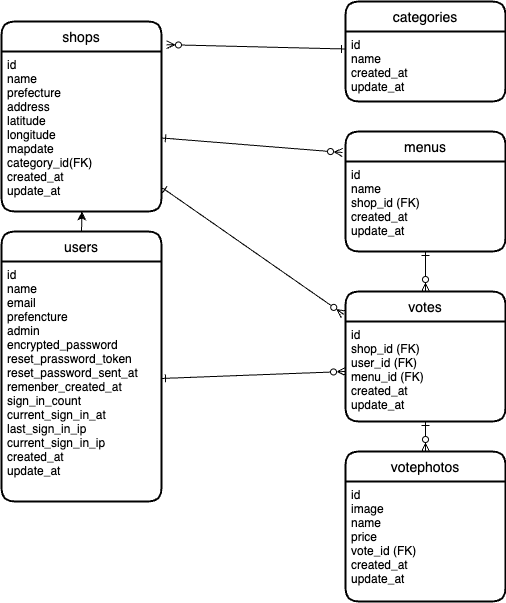 shops
id
name
prefecture
address
latitude
longitude
mapdate
category_id(FK)
created_at
update_at
users
id
name
email
prefencture
admin
encrypted_password
reset_prassword_token
reset_password_sent_at
remenber_created_at
sign_in_count
current_sign_in_at
last_sign_in_ip
current_sign_in_ip
created_at
update_at
categories
id
name
created_at
update_at
menus
id
name
shop_id (FK)
created_at
update_at
votes
id
shop_id (FK)
user_id (FK)
menu_id (FK)
created_at
update_at
votephotos
id
image
name
price
vote_id (FK)
created_at
update_at